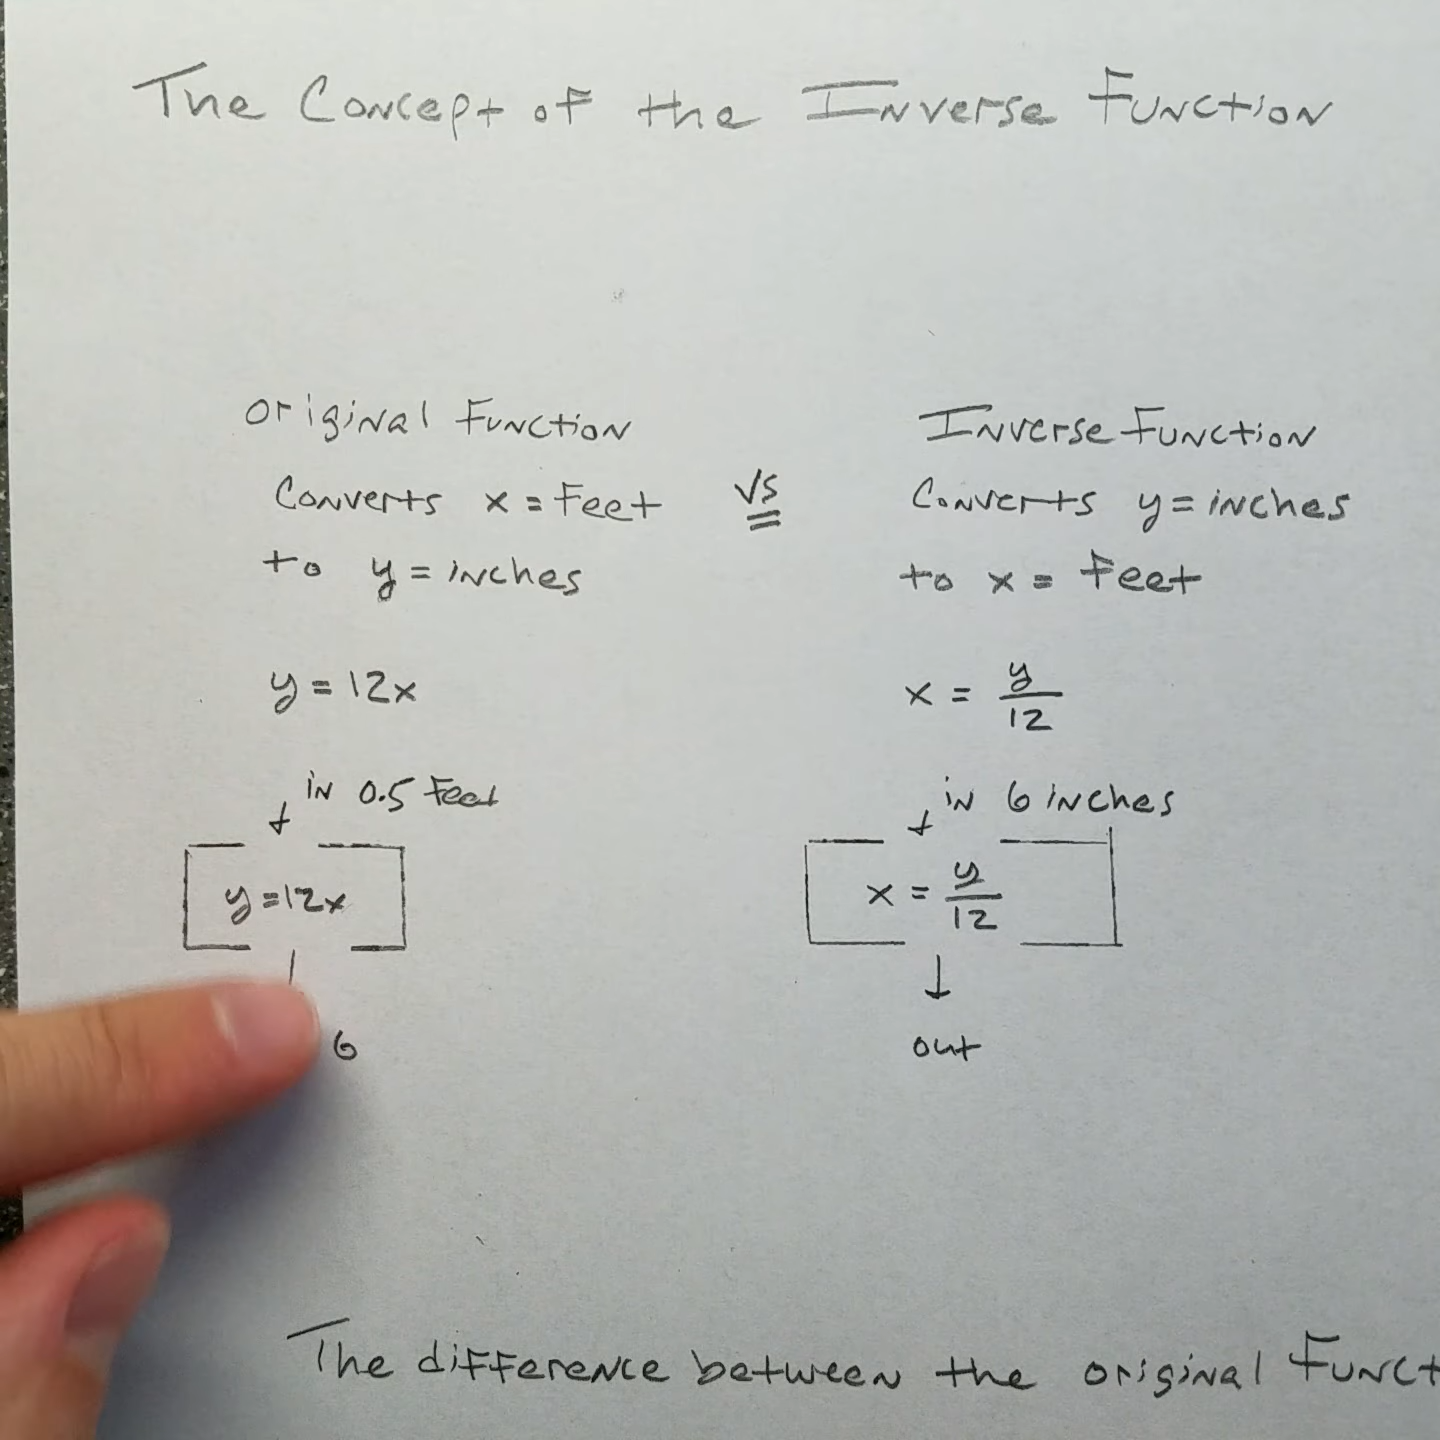 The Concept of the Inverse Function
Original Function
Converts x = Feet
to y = inches
y = 12x
in 0.5 Feet
y = 12x
6
vs
Inverse Function
Converts y = inches
to x = Feet
x = y/12
in 6 inches
x = y/12
out
The difference between the original